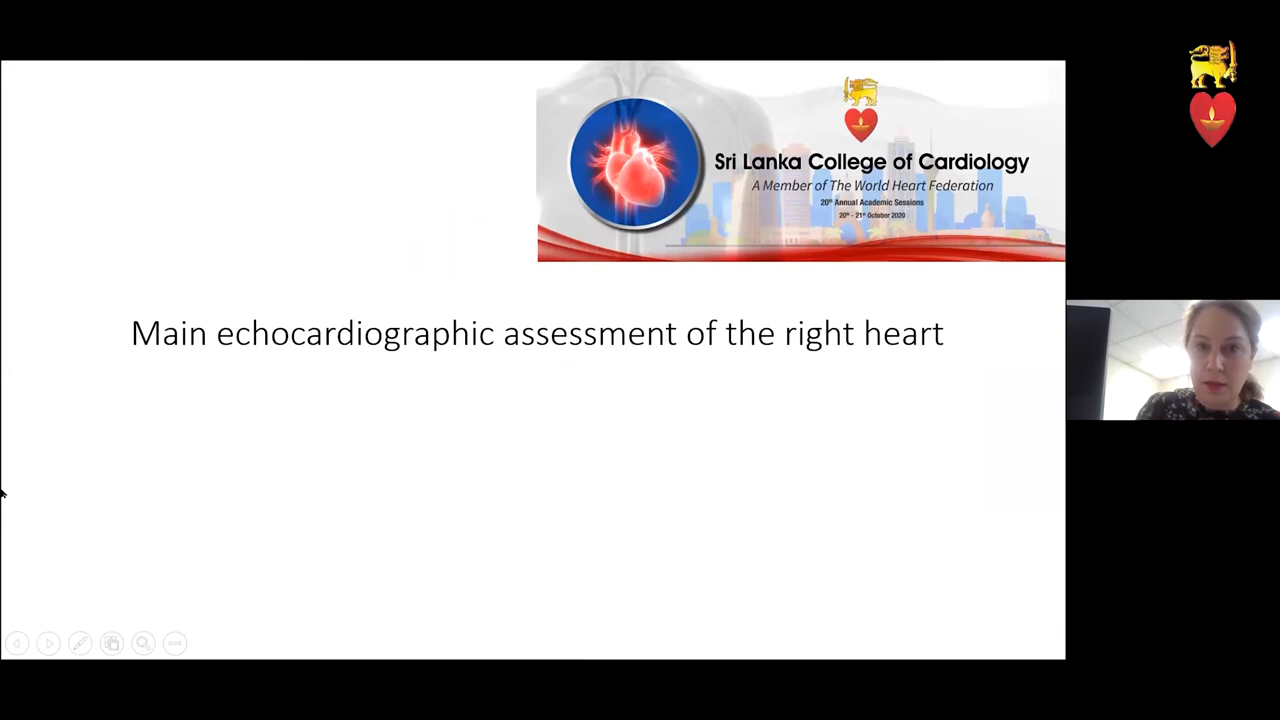 Sri Lanka College of Cardiology
A Member of The World Heart Federation
20th Annual Academic Sessions
20th - 21st October 2020
Main echocardiographic assessment of the right heart